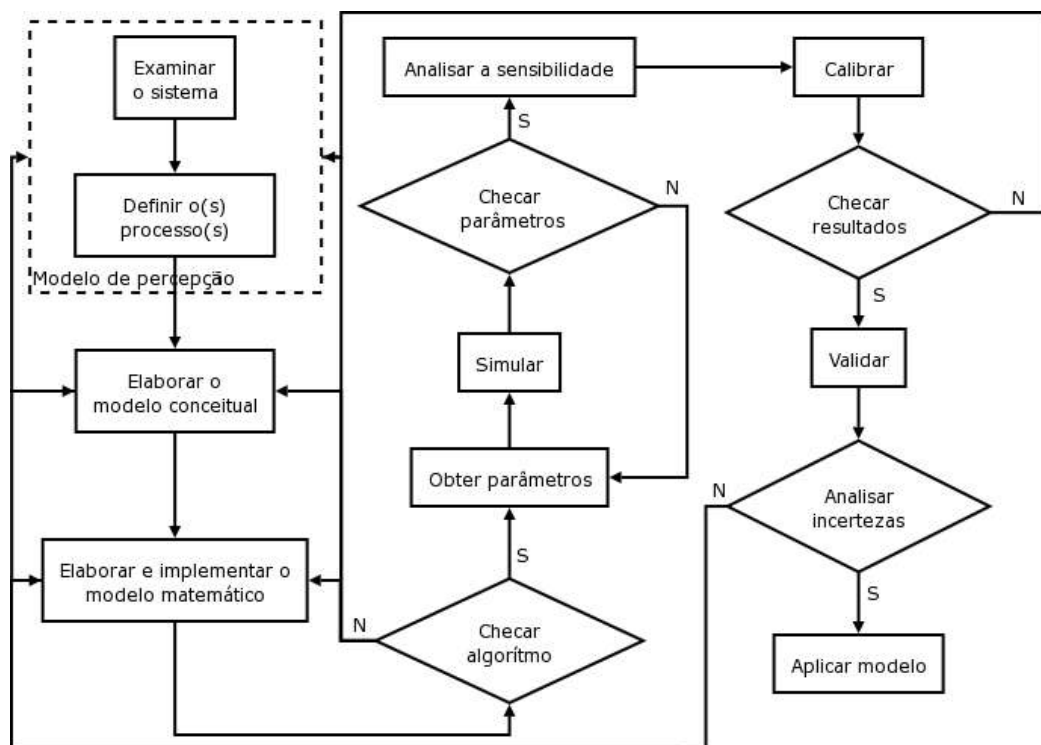 Examinar
o sistema
Definir o(s)
processo(s)
Modelo de percepção
Elaborar o
modelo conceitual
Elaborar e implementar o
modelo matemático
Analisar a sensibilidade
S
Checar
parâmetros
N
Simular
Obter parâmetros
S
N
Checar
algorítmo
Calibrar
Checar
resultados
N
S
Validar
N
Analisar
incertezas
S
Aplicar modelo